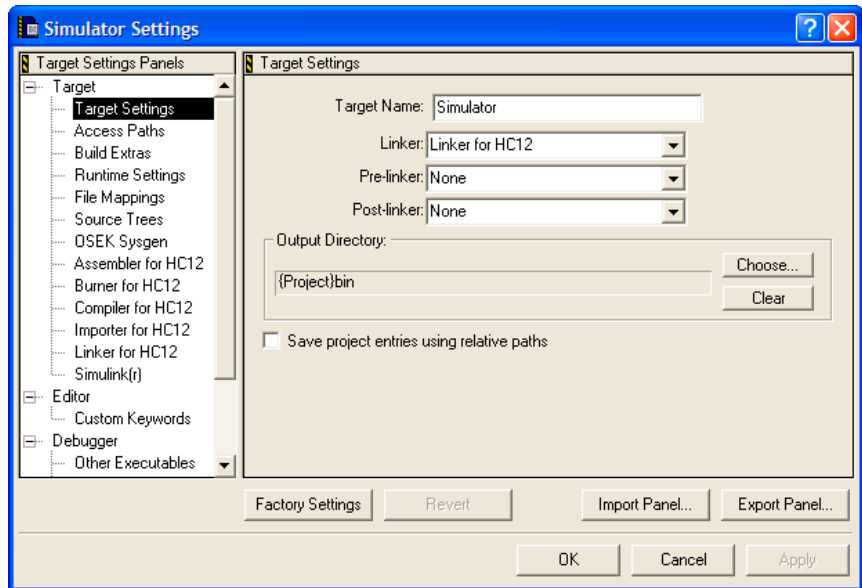 Simulator Settings
Target Settings Panels
Target
Target Settings
Access Paths
Build Extras
Runtime Settings
File Mappings
Source Trees
OSEK Sysgen
Assembler for HC12
Burner for HC12
Compiler for HC12
Importer for HC12
Linker for HC12
Simulink(r)
Editor
Custom Keywords
Debugger
Other Executables
Target Settings
Target Name: Simulator
Linker: Linker for HC12
Pre-linker: None
Post-linker: None
Output Directory:
{Project}bin
Choose...
Clear
Save project entries using relative paths
Factory Settings Revert Import Panel... Export Panel...
OK Cancel Apply